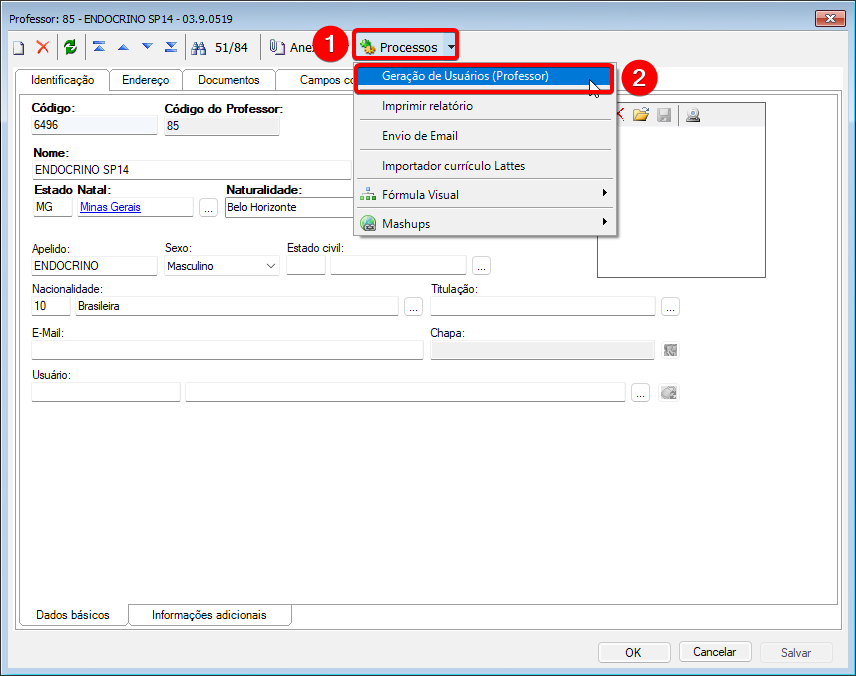 Professor: 85 - ENDOCRINO SP14 - 03.9.0519
51/84
Anex
1
Processos
Identificação
Endereço
Documentos
Campos co
Geração de Usuários (Professor)
2
Imprimir relatório
Envio de Email
Importador currículo Lattes
Fórmula Visual
Mashups
Código:
Código do Professor:
6496
85
Nome:
ENDOCRINO SP14
Estado Natal:
Naturalidade:
MG
Minas Gerais
...
Belo Horizonte
Apelido:
Sexo:
Estado civil:
ENDOCRINO
Masculino
...
Nacionalidade:
Titulação:
10
Brasileira
...
...
E-Mail:
Chapa:
Usuário:
...
Dados básicos
Informações adicionais
OK
Cancelar
Salvar